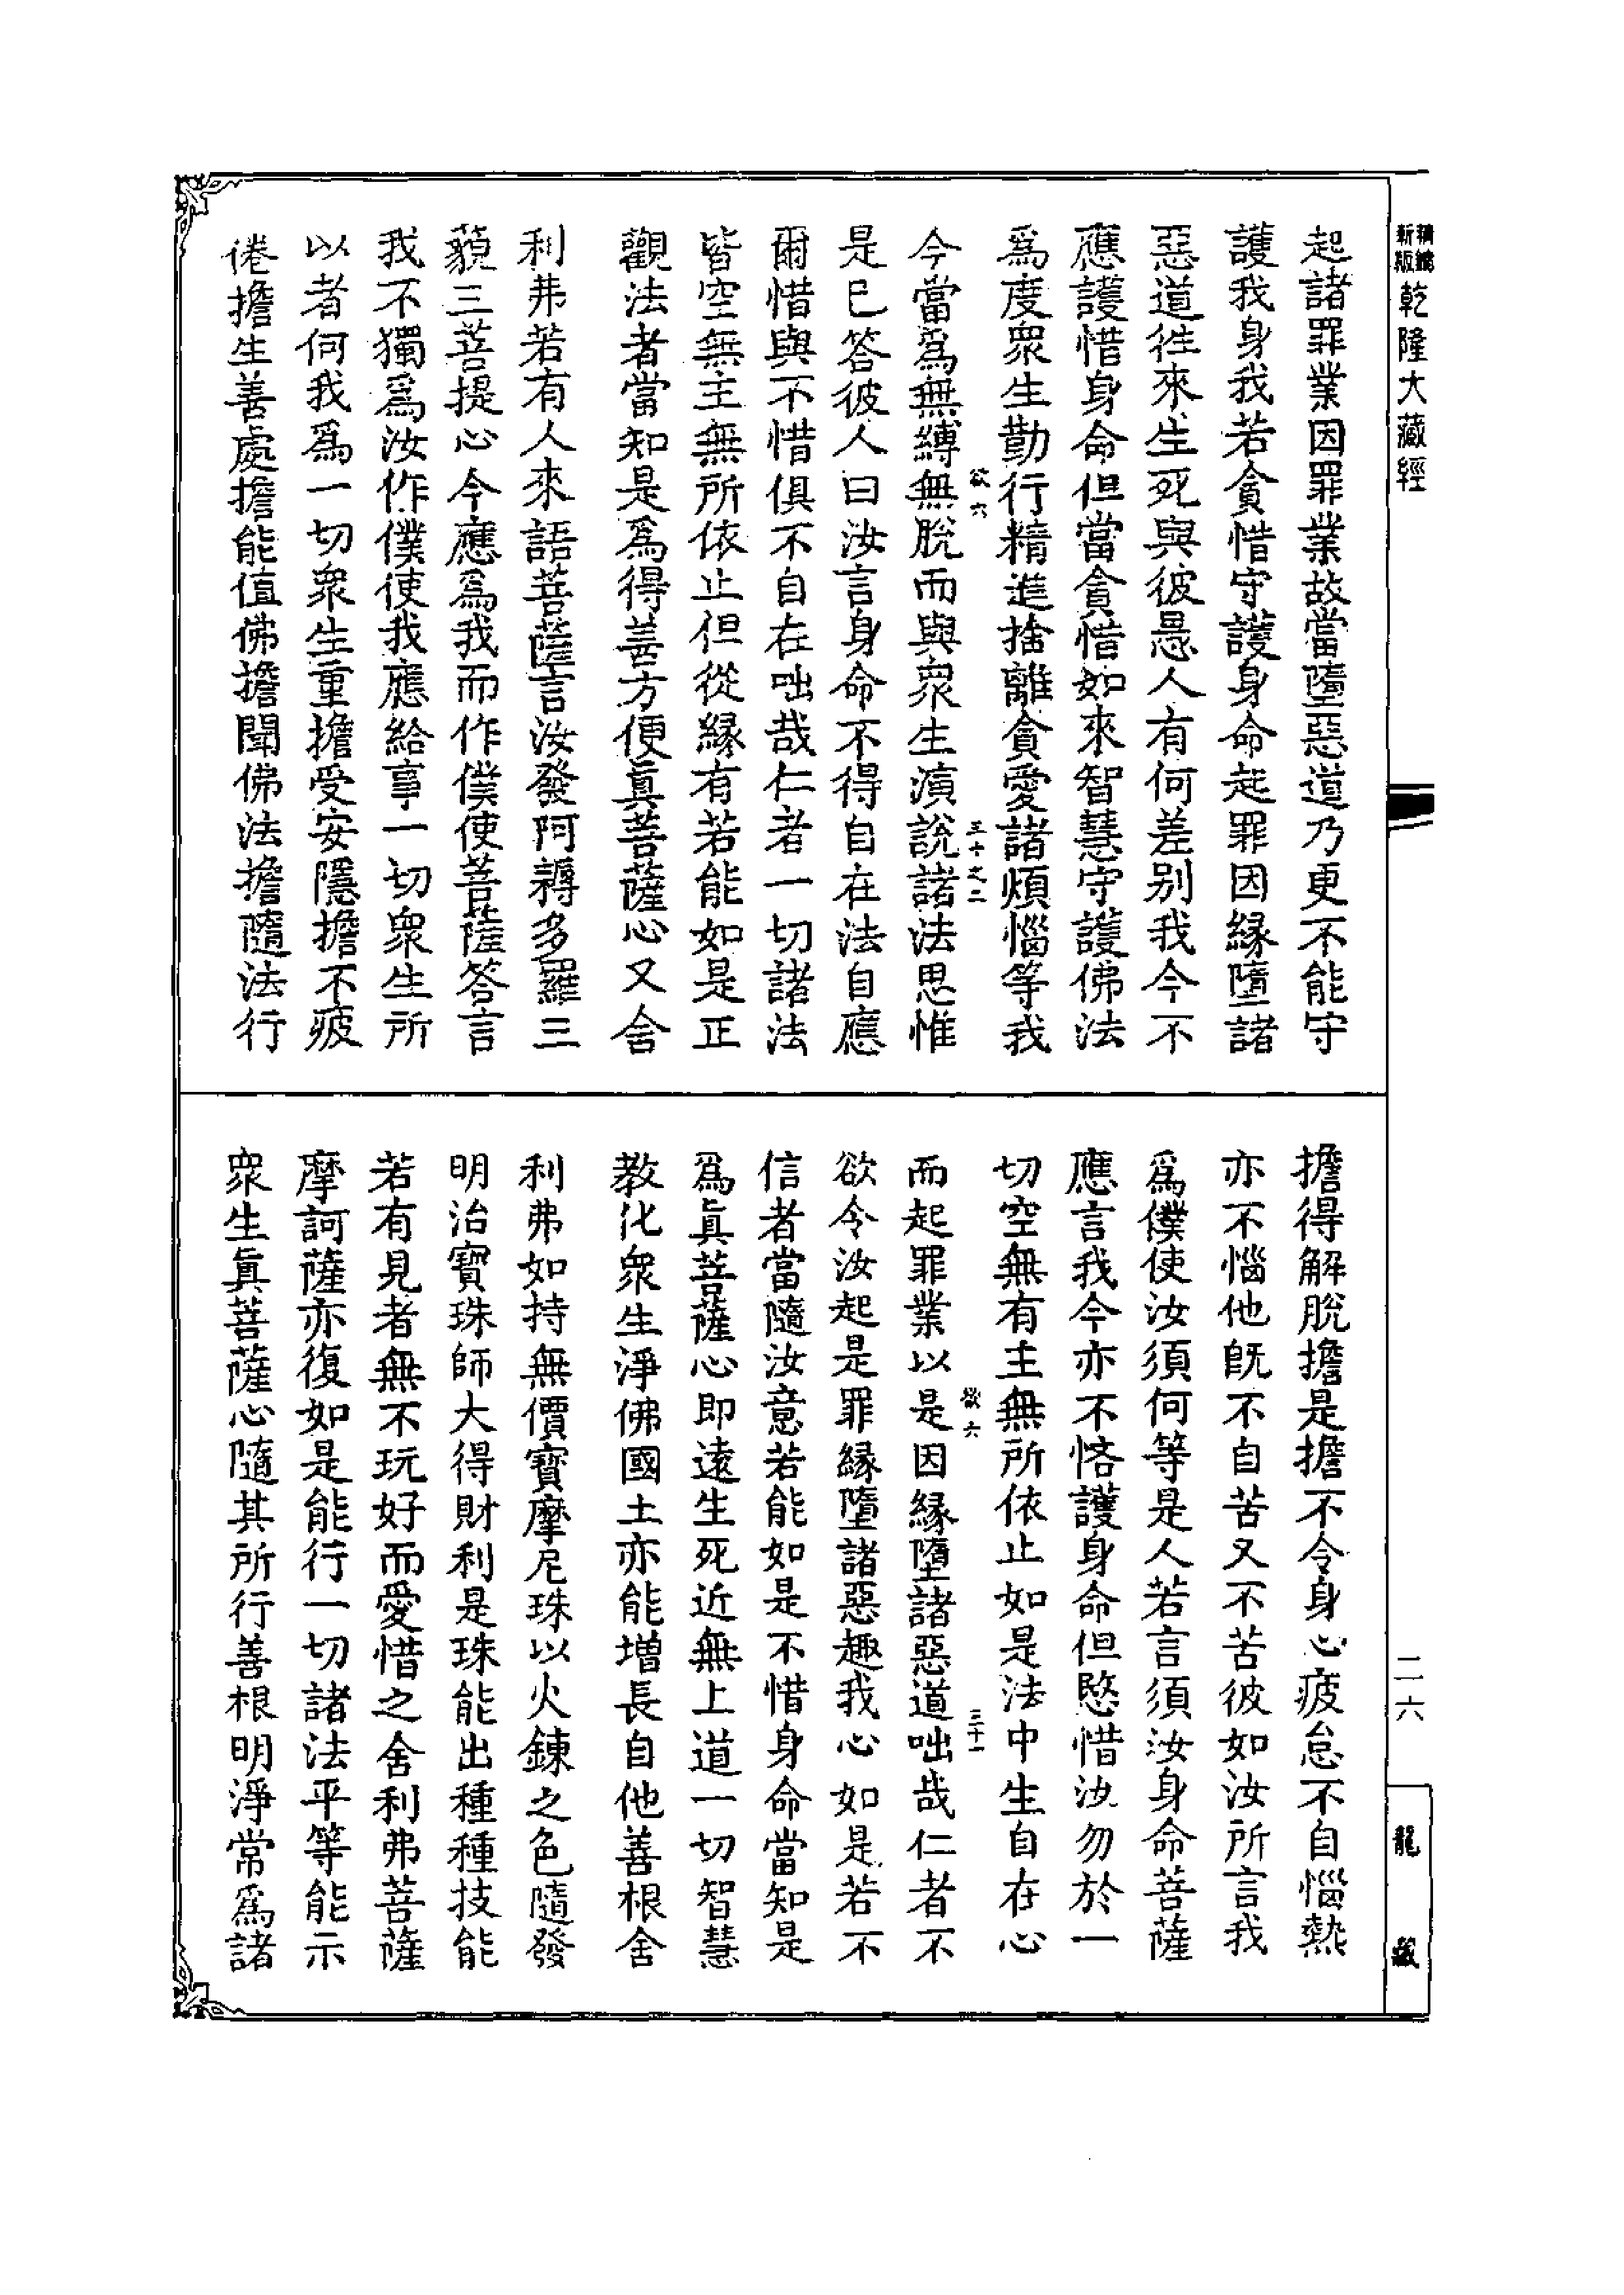 精鐫
新版
乾隆大藏經
二六
龍藏
起諸罪業因罪業故當墮惡道乃更不能守
護我身我若貪惜守護身命起罪因緣墮諸
惡道徃來生死與彼愚人有何差别我今不
應護惜身命但當貪惜如來智慧守護佛法
爲度衆生勤行精進捨離貪愛諸煩惱等我
欲六
三十之二
今當爲無縛無脫而與衆生演說諸法思惟
是已答彼人曰汝言身命不得自在法自應
爾惜與不惜俱不自在咄哉仁者一切諸法
皆空無主無所依止但從緣有若能如是正
觀法者當知是爲得善方便眞菩薩心又舍
利弗若有人來語菩薩言汝發阿耨多羅三
藐三菩提心今應爲我而作僕使菩薩答言
我不獨爲汝作僕使我應給事一切衆生所
以者何我爲一切衆生重擔受安隱擔不疲
倦擔生善處擔能值佛擔聞佛法擔隨法行
擔得解脫擔是擔不令身心疲怠不自惱熱
亦不惱他旣不自苦又不苦彼如汝所言我
爲僕使汝須何等是人若言須汝身命菩薩
應言我今亦不悋護身命但愍惜汝勿於一
切空無有主無所依止如是法中生自在心
欲六
三十一
而起罪業以是因緣墮諸惡道咄哉仁者不
欲令汝起是罪緣墮諸惡趣我心如是若不
信者當隨汝意若能如是不惜身命當知是
爲眞菩薩心即遠生死近無上道一切智慧
教化衆生淨佛國土亦能增長自他善根舍
利弗如持無價寶摩尼珠以火鍊之色隨發
明治寶珠師大得財利是珠能出種種技能
若有見者無不玩好而愛惜之舍利弗菩薩
摩訶薩亦復如是能行一切諸法平等能示
衆生眞菩薩心隨其所行善根明淨常爲諸